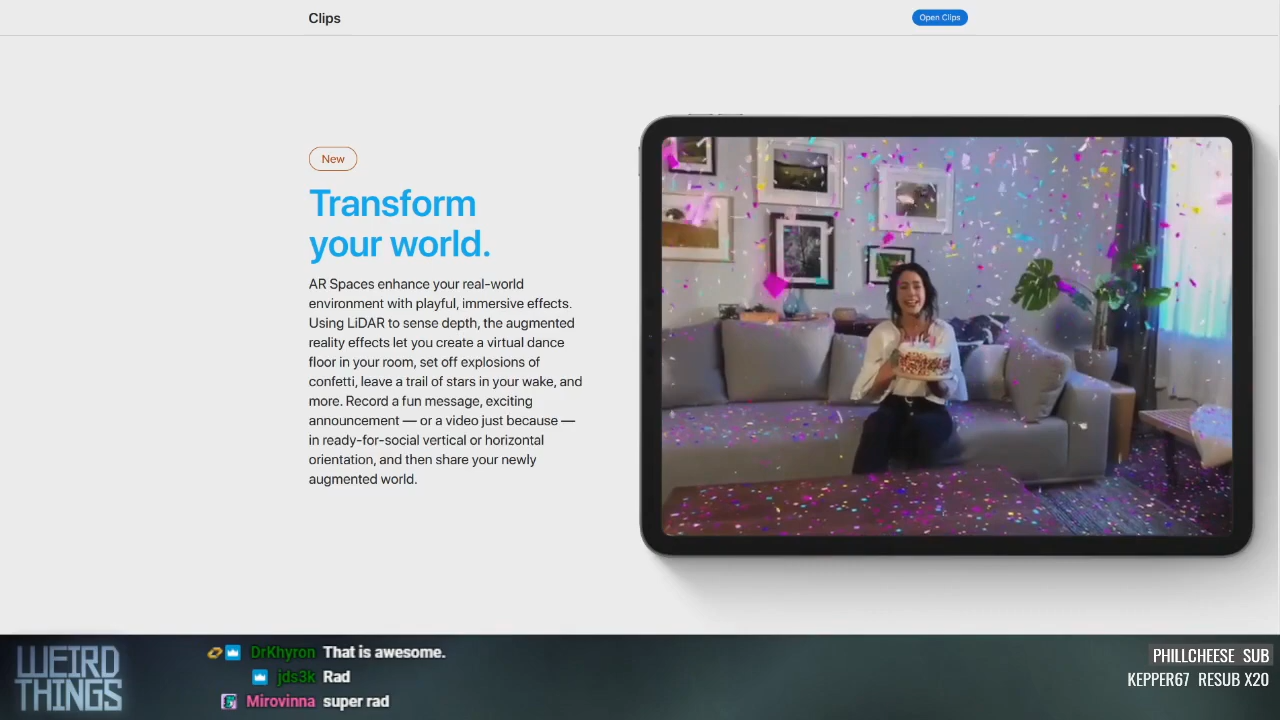 Clips
Open Clips
New
Transform
your world.
AR Spaces enhance your real-world
environment with playful, immersive effects.
Using LiDAR to sense depth, the augmented
reality effects let you create a virtual dance
floor in your room, set off explosions of
confetti, leave a trail of stars in your wake, and
more. Record a fun message, exciting
announcement — or a video just because —
in ready-for-social vertical or horizontal
orientation, and then share your newly
augmented world.
WEIRD
THINGS
DrKhyron That is awesome.
jds3k Rad
Mirovinna super rad
PHILLCHEESE SUB
KEPPER67 RESUB X20